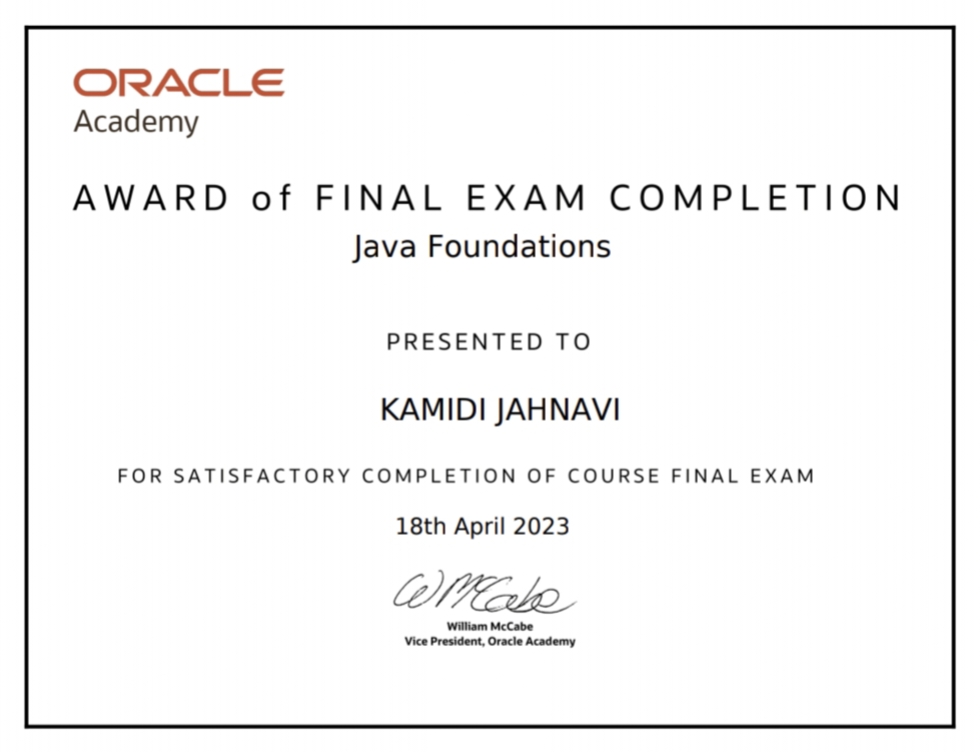 ORACLE
Academy
AWARD of FINAL EXAM COMPLETION
Java Foundations
PRESENTED TO
KAMIDI JAHNAVI
FOR SATISFACTORY COMPLETION OF COURSE FINAL EXAM
18th April 2023
W McCabe
William McCabe
Vice President, Oracle Academy